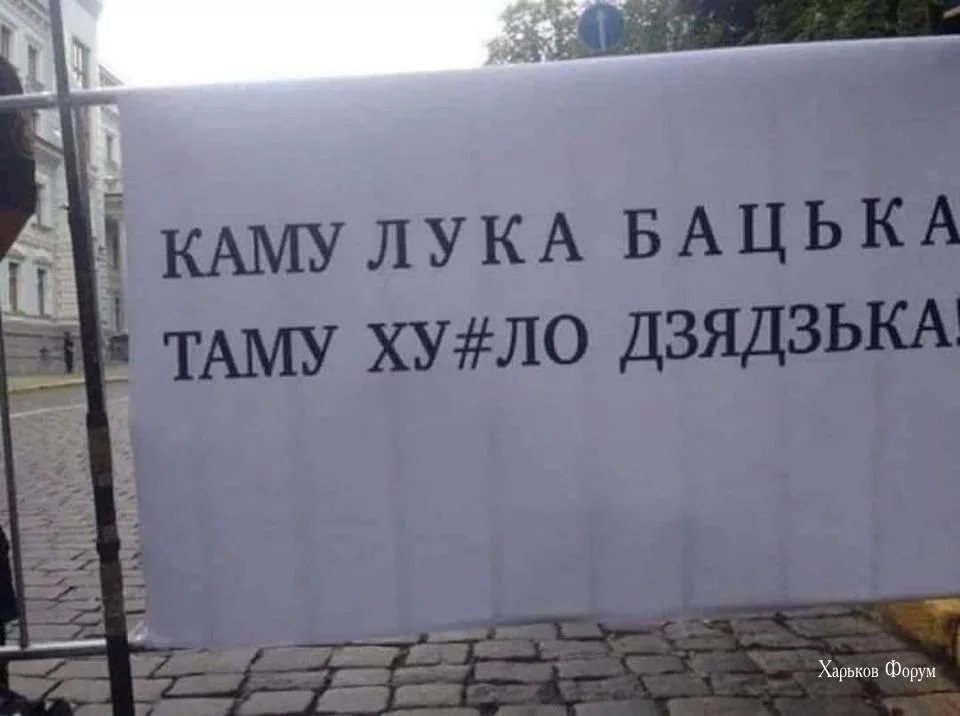 КАМУ ЛУКА БАЦЬКА
ТАМУ ХУ#ЛО ДЗЯДЗЬКА!
Харьков Форум